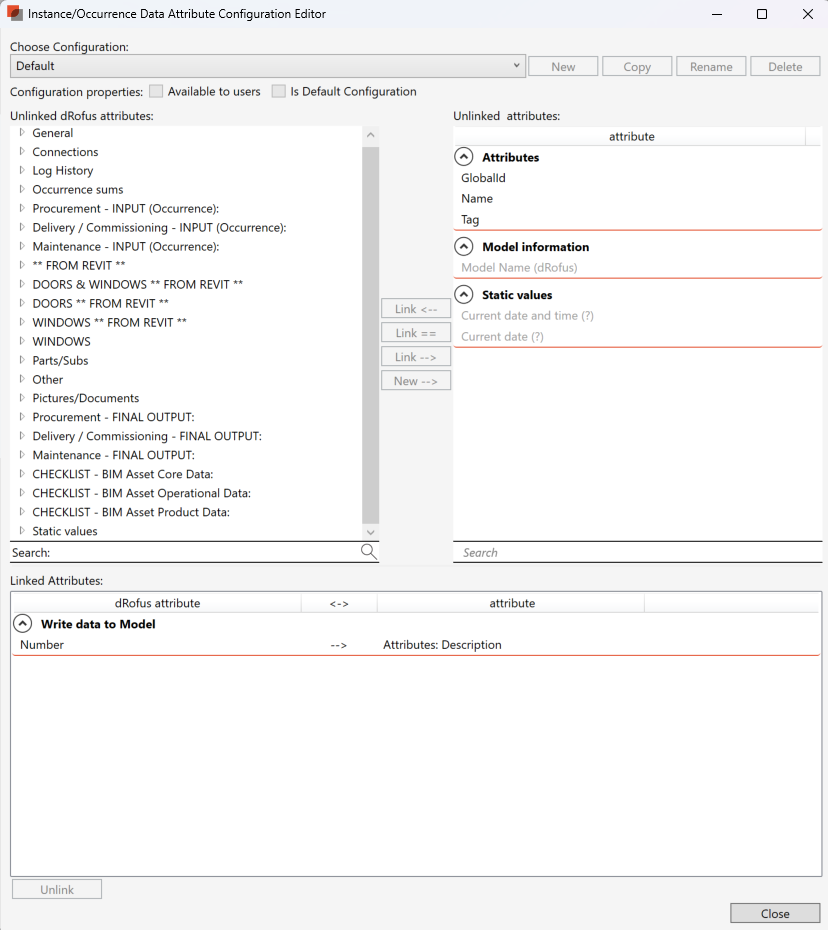 Instance/Occurrence Data Attribute Configuration Editor
Choose Configuration:
Default
New
Copy
Rename
Delete
Configuration properties:
Available to users
Is Default Configuration
Unlinked dRofus attributes:
General
Connections
Log History
Occurrence sums
Procurement - INPUT (Occurrence):
Delivery / Commissioning - INPUT (Occurrence):
Maintenance - INPUT (Occurrence):
** FROM REVIT **
DOORS & WINDOWS ** FROM REVIT **
DOORS ** FROM REVIT **
WINDOWS ** FROM REVIT **
WINDOWS
Parts/Subs
Other
Pictures/Documents
Procurement - FINAL OUTPUT:
Delivery / Commissioning - FINAL OUTPUT:
Maintenance - FINAL OUTPUT:
CHECKLIST - BIM Asset Core Data:
CHECKLIST - BIM Asset Operational Data:
CHECKLIST - BIM Asset Product Data:
Static values
Search:
Link <--
Link ==
Link -->
New -->
Unlinked  attributes:
attribute
Attributes
GlobalId
Name
Tag
Model information
Model Name (dRofus)
Static values
Current date and time (?)
Current date (?)
Search
Linked Attributes:
dRofus attribute
<->
attribute
Write data to Model
Number
-->
Attributes: Description
Unlink
Close